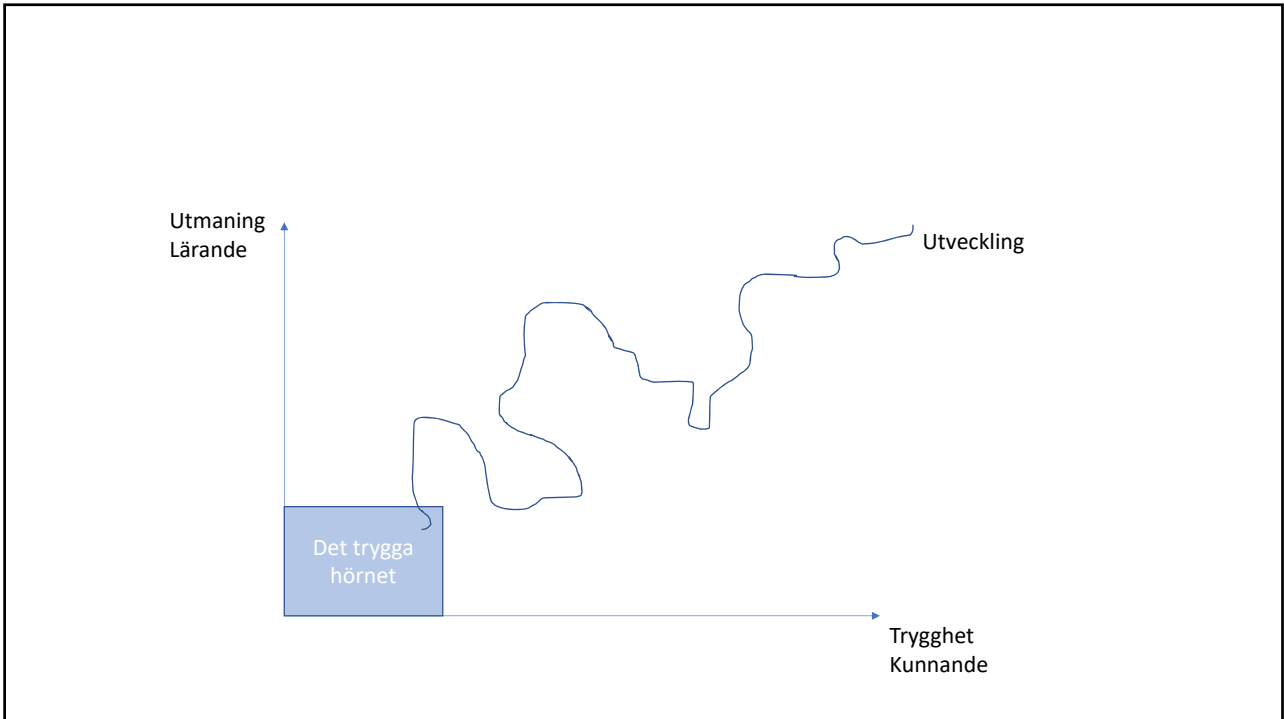 Utmaning
Lärande
Utveckling
Det trygga
hörnet
Trygghet
Kunnande